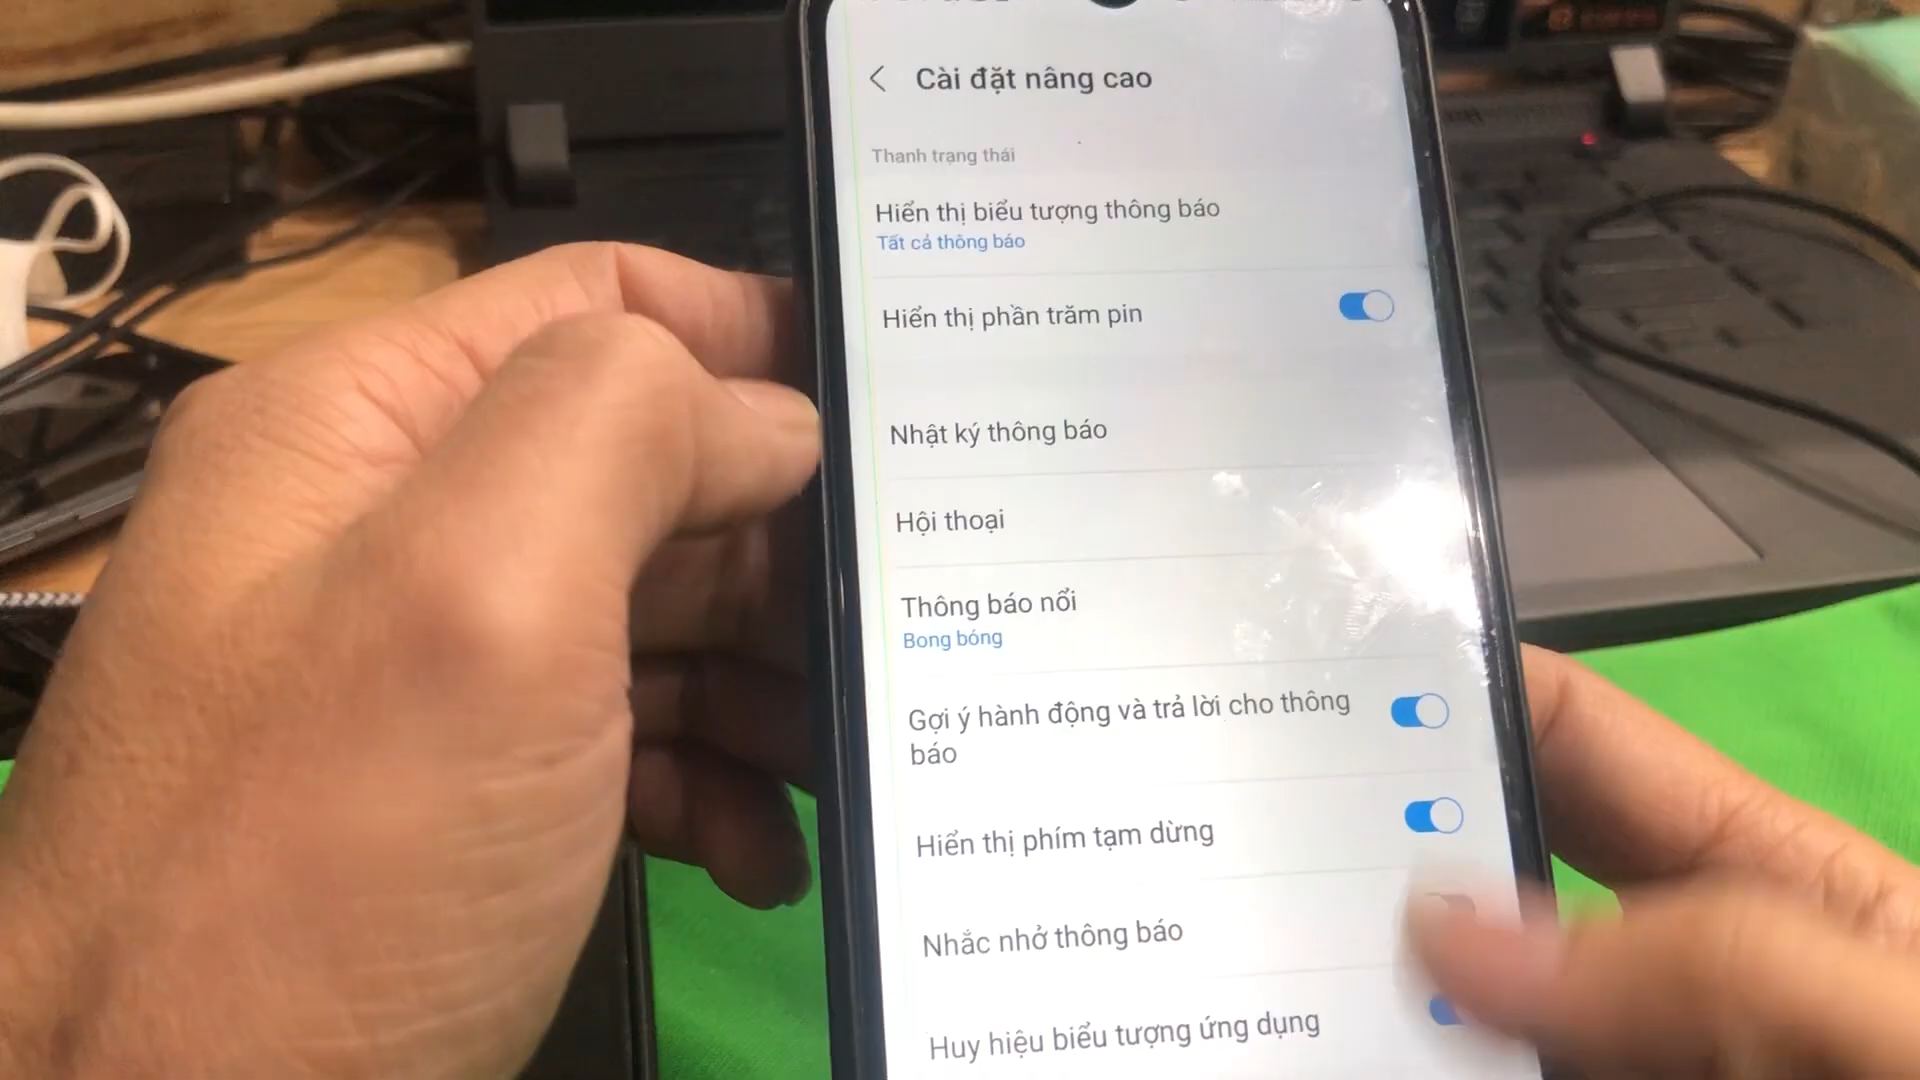 Cài đặt nâng cao
Thanh trạng thái
Hiển thị biểu tượng thông báo
Tất cả thông báo
Hiển thị phần trăm pin
Nhật ký thông báo
Hội thoại
Thông báo nổi
Bong bóng
Gợi ý hành động và trả lời cho thông
báo
Hiển thị phím tạm dừng
Nhắc nhở thông báo
Huy hiệu biểu tượng ứng dụng